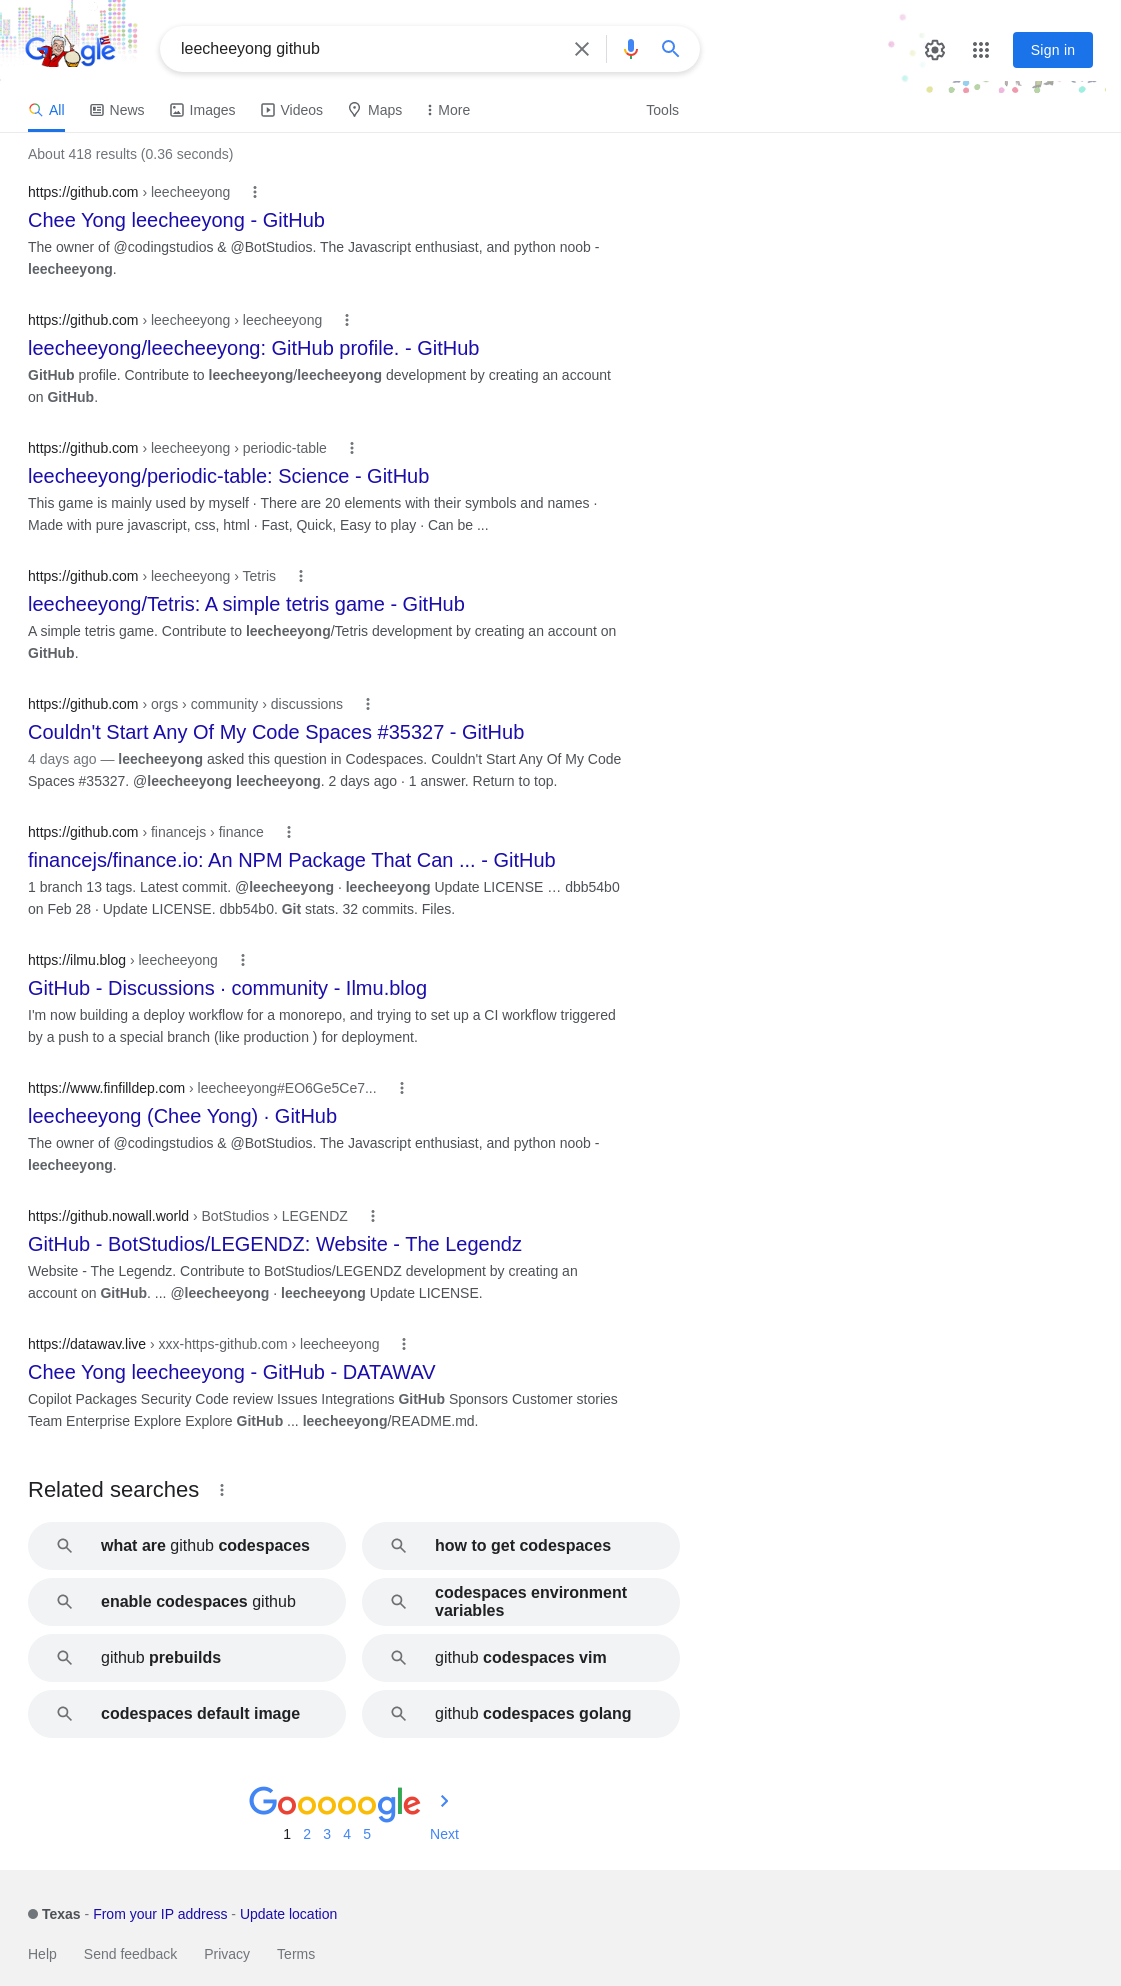 Google
leecheeyong github
Sign in
All News Images Videos Maps More Tools
About 418 results (0.36 seconds)
https://github.com › leecheeyong
Chee Yong leecheeyong - GitHub
The owner of @codingstudios & @BotStudios. The Javascript enthusiast, and python noob -
leecheeyong.
https://github.com › leecheeyong › leecheeyong
leecheeyong/leecheeyong: GitHub profile. - GitHub
GitHub profile. Contribute to leecheeyong/leecheeyong development by creating an account
on GitHub.
https://github.com › leecheeyong › periodic-table
leecheeyong/periodic-table: Science - GitHub
This game is mainly used by myself · There are 20 elements with their symbols and names ·
Made with pure javascript, css, html · Fast, Quick, Easy to play · Can be ...
https://github.com › leecheeyong › Tetris
leecheeyong/Tetris: A simple tetris game - GitHub
A simple tetris game. Contribute to leecheeyong/Tetris development by creating an account on
GitHub.
https://github.com › orgs › community › discussions
Couldn't Start Any Of My Code Spaces #35327 - GitHub
4 days ago — leecheeyong asked this question in Codespaces. Couldn't Start Any Of My Code
Spaces #35327. @leecheeyong leecheeyong. 2 days ago · 1 answer. Return to top.
https://github.com › financejs › finance
financejs/finance.io: An NPM Package That Can ... - GitHub
1 branch 13 tags. Latest commit. @leecheeyong · leecheeyong Update LICENSE … dbb54b0
on Feb 28 · Update LICENSE. dbb54b0. Git stats. 32 commits. Files.
https://ilmu.blog › leecheeyong
GitHub - Discussions · community - Ilmu.blog
I'm now building a deploy workflow for a monorepo, and trying to set up a CI workflow triggered
by a push to a special branch (like production ) for deployment.
https://www.finfilldep.com › leecheeyong#EO6Ge5Ce7...
leecheeyong (Chee Yong) · GitHub
The owner of @codingstudios & @BotStudios. The Javascript enthusiast, and python noob -
leecheeyong.
https://github.nowall.world › BotStudios › LEGENDZ
GitHub - BotStudios/LEGENDZ: Website - The Legendz
Website - The Legendz. Contribute to BotStudios/LEGENDZ development by creating an
account on GitHub. ... @leecheeyong · leecheeyong Update LICENSE.
https://datawav.live › xxx-https-github.com › leecheeyong
Chee Yong leecheeyong - GitHub - DATAWAV
Copilot Packages Security Code review Issues Integrations GitHub Sponsors Customer stories
Team Enterprise Explore Explore GitHub ... leecheeyong/README.md.
Related searches
what are github codespaces
how to get codespaces
enable codespaces github
codespaces environment
variables
github prebuilds
github codespaces vim
codespaces default image
github codespaces golang
Gooooogle
1 2 3 4 5 Next
Texas - From your IP address - Update location
Help Send feedback Privacy Terms